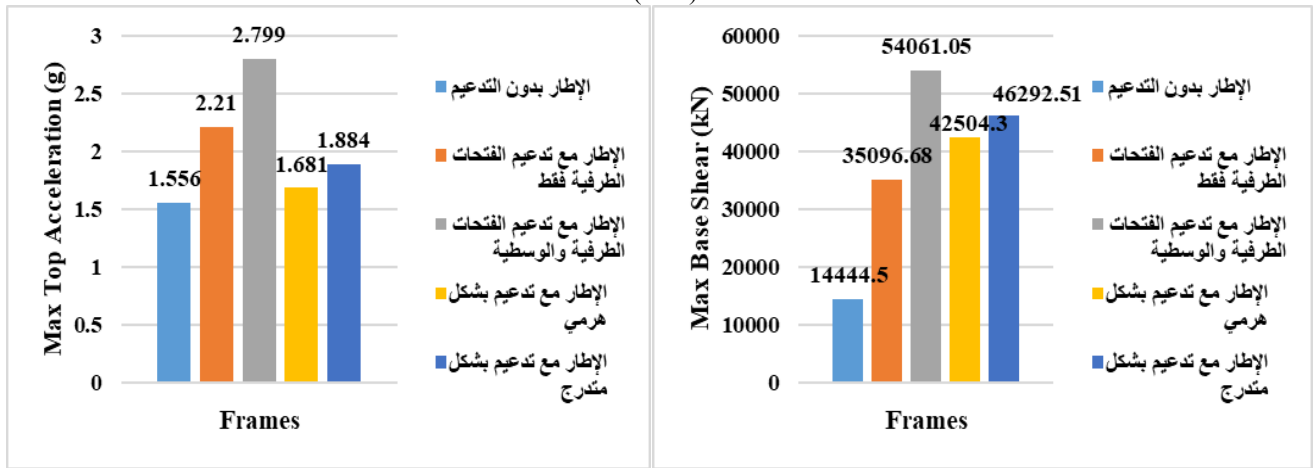 3
2.5
2
1.5
1
0.5
0
Max Top Acceleration (g)
1.556
2.21
2.799
1.681
1.884
Frames
الإطار بدون التدعيم
الإطار مع تدعيم الفتحات
الطرفية فقط
الإطار مع تدعيم الفتحات
الطرفية والوسطية
الإطار مع تدعيم بشكل
هرمي
الإطار مع تدعيم بشكل
متدرج
60000
50000
40000
30000
20000
10000
0
Max Base Shear (kN)
14444.5
35096.68
54061.05
42504.3
46292.51
Frames
الإطار بدون التدعيم
الإطار مع تدعيم الفتحات
الطرفية فقط
الإطار مع تدعيم الفتحات
الطرفية والوسطية
الإطار مع تدعيم بشكل
هرمي
الإطار مع تدعيم بشكل
متدرج